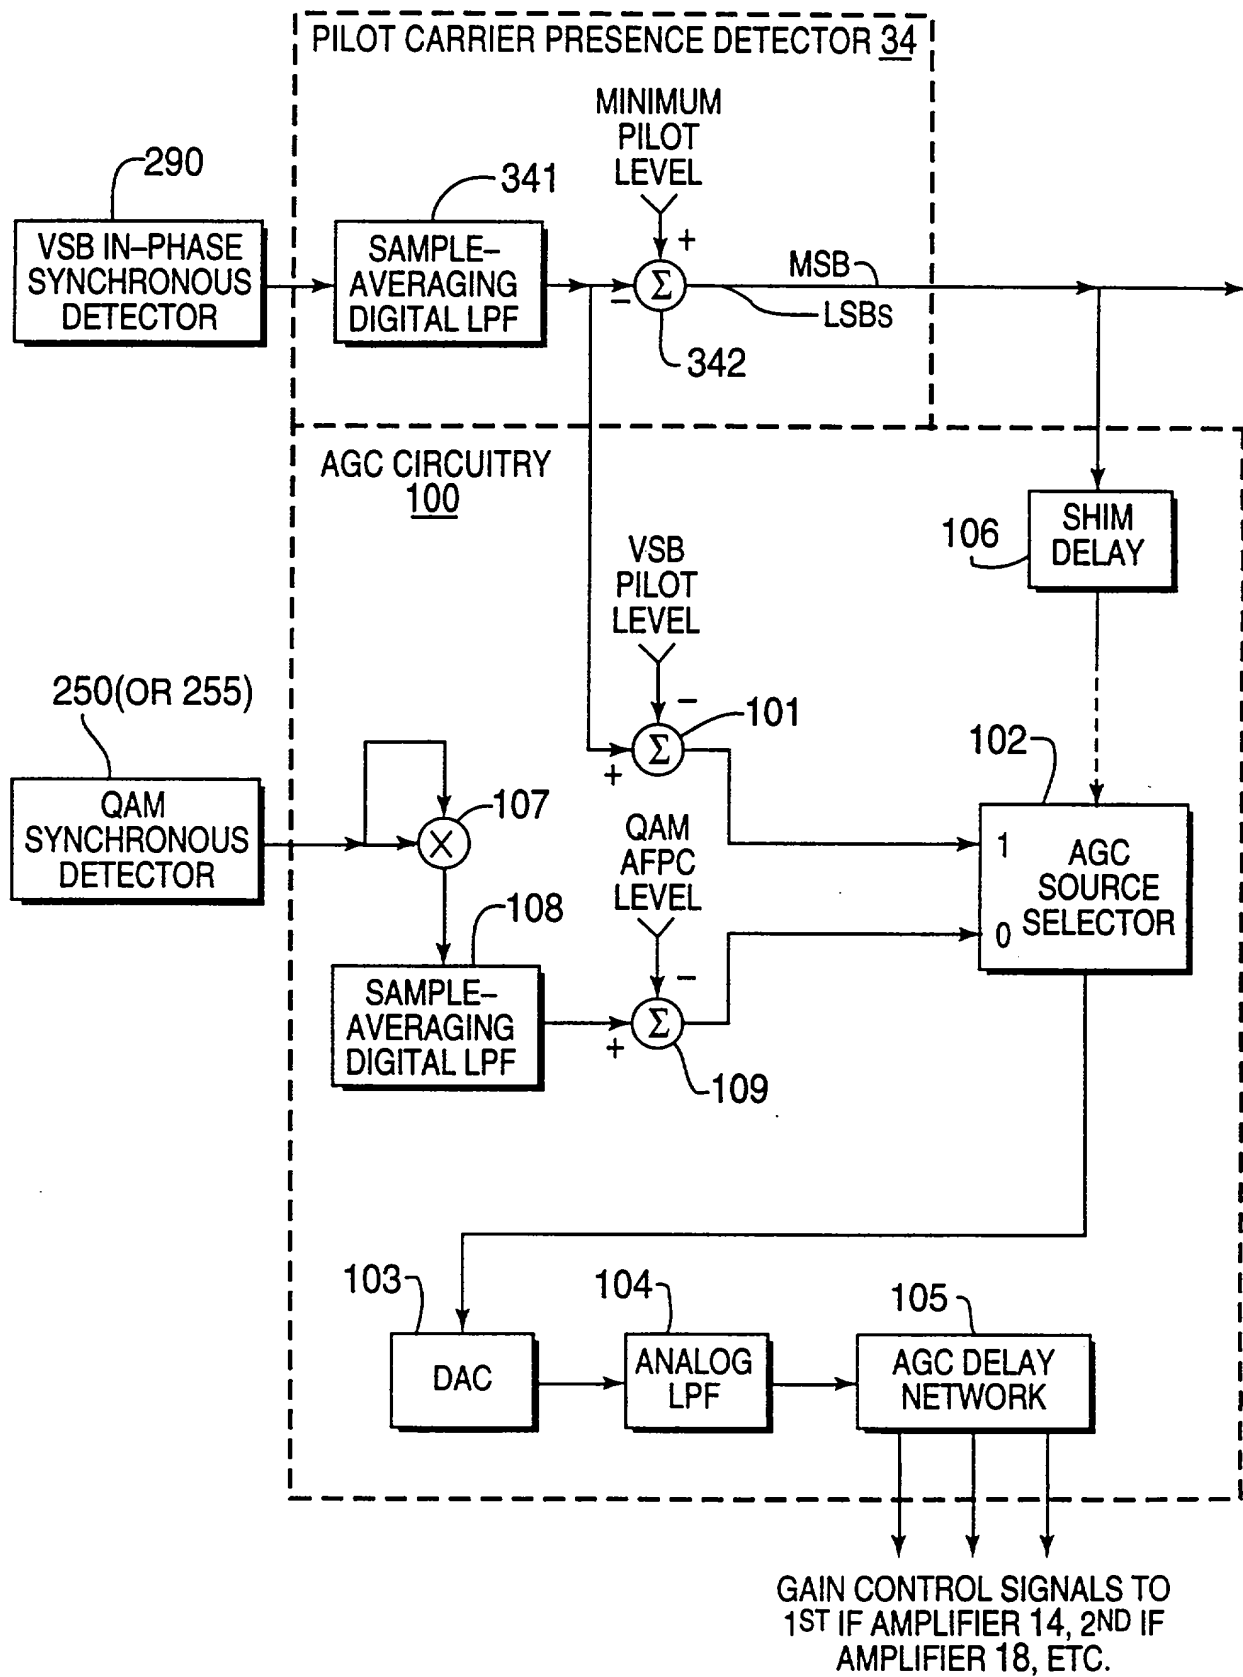 PILOT CARRIER PRESENCE DETECTOR 34
MINIMUM
PILOT
LEVEL
290
341
+
VSB IN-PHASE
SYNCHRONOUS
DETECTOR
SAMPLE-
AVERAGING
DIGITAL LPF
−
Σ
MSB
LSBs
342
AGC CIRCUITRY
100
VSB
PILOT
LEVEL
106
SHIM
DELAY
−
101
+
Σ
250(OR 255)
102
QAM
SYNCHRONOUS
DETECTOR
107
X
QAM
AFPC
LEVEL
1
0
AGC
SOURCE
SELECTOR
108
−
SAMPLE-
AVERAGING
DIGITAL LPF
+
Σ
109
103
104
105
DAC
ANALOG
LPF
AGC DELAY
NETWORK
GAIN CONTROL SIGNALS TO
1ST IF AMPLIFIER 14, 2ND IF
AMPLIFIER 18, ETC.